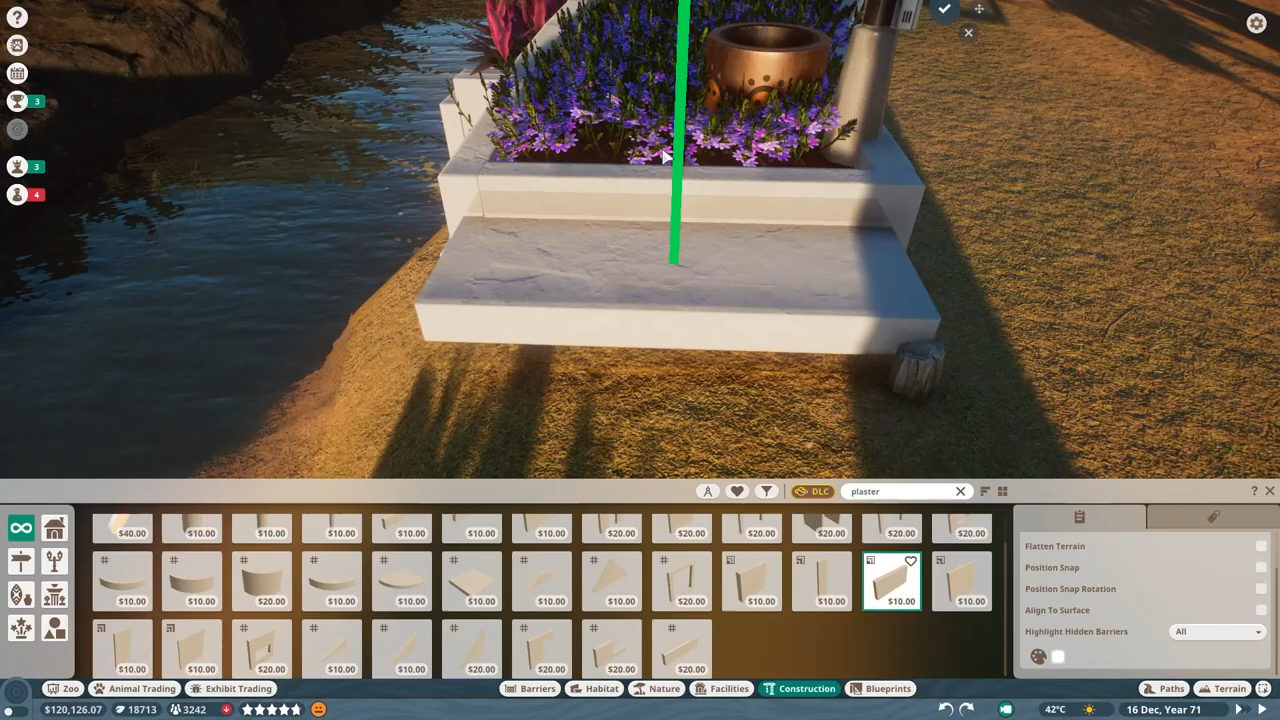 ?
3
3
4
DLC
plaster
?
$40.00 $10.00 $10.00 $10.00 $10.00 $10.00 $10.00 $20.00 $20.00 $20.00 $20.00 $20.00 $20.00
$10.00 $10.00 $20.00 $10.00 $10.00 $10.00 $10.00 $10.00 $20.00 $10.00 $10.00 $10.00 $10.00
$10.00 $10.00 $20.00 $10.00 $10.00 $10.00 $10.00 $20.00 $20.00
Flatten Terrain
Position Snap
Position Snap Rotation
Align To Surface
Highlight Hidden Barriers All
Zoo Animal Trading Exhibit Trading Barriers Habitat Nature Facilities Construction Blueprints Paths Terrain
$120,126.07 18713 3242 42°C 16 Dec, Year 71